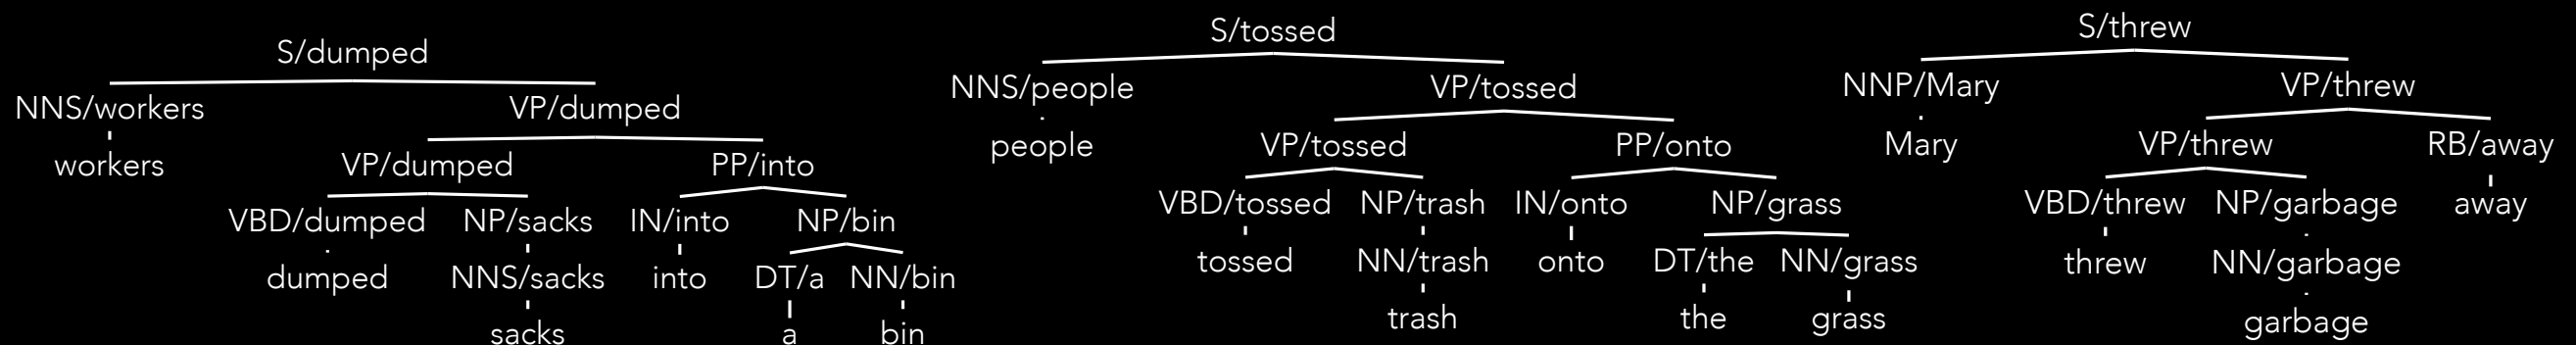 S/dumped
NNS/workers VP/dumped
workers VP/dumped PP/into
VBD/dumped NP/sacks IN/into NP/bin
dumped NNS/sacks into DT/a NN/bin
sacks a bin
S/tossed
NNS/people VP/tossed
people VP/tossed PP/onto
VBD/tossed NP/trash IN/onto NP/grass
tossed NN/trash onto DT/the NN/grass
trash the grass
S/threw
NNP/Mary VP/threw
Mary VP/threw RB/away
VBD/threw NP/garbage away
threw NN/garbage
garbage